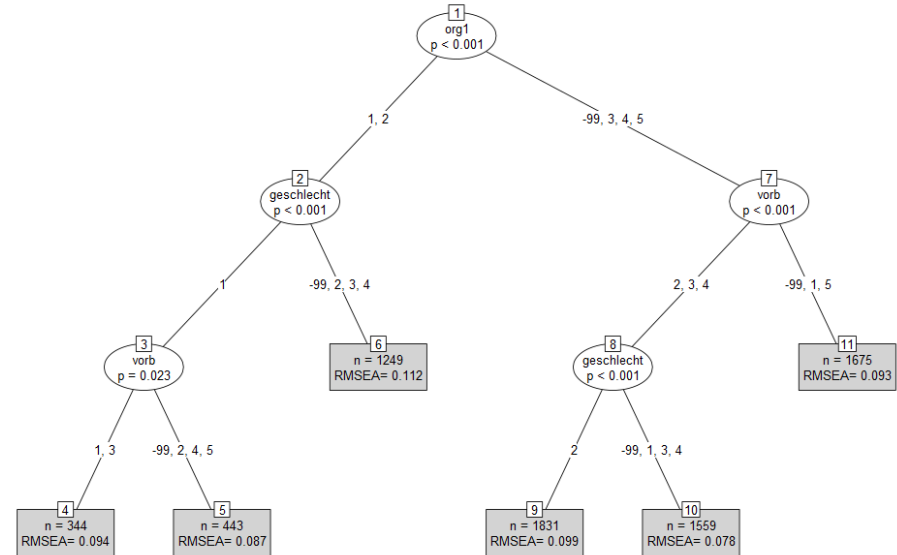 1
org1
p < 0.001
1, 2
-99, 3, 4, 5
2
geschlecht
p < 0.001
7
vorb
p < 0.001
1
-99, 2, 3, 4
2, 3, 4
-99, 1, 5
3
vorb
p = 0.023
6
n = 1249
RMSEA= 0.112
8
geschlecht
p < 0.001
11
n = 1675
RMSEA= 0.093
1, 3
-99, 2, 4, 5
2
-99, 1, 3, 4
4
n = 344
RMSEA= 0.094
5
n = 443
RMSEA= 0.087
9
n = 1831
RMSEA= 0.099
10
n = 1559
RMSEA= 0.078